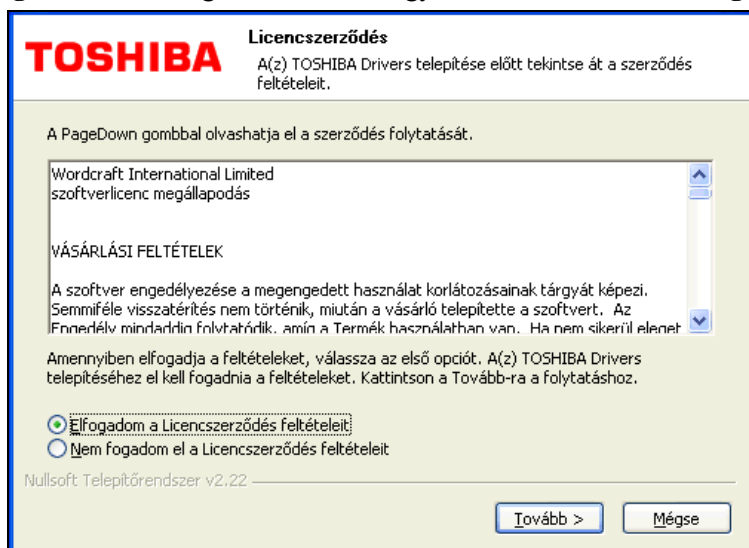 TOSHIBA
Licencszerződés
A(z) TOSHIBA Drivers telepítése előtt tekintse át a szerződés
feltételeit.
A PageDown gombbal olvashatja el a szerződés folytatását.
Wordcraft International Limited
szoftverlicenc megállapodás
VÁSÁRLÁSI FELTÉTELEK
A szoftver engedélyezése a megengedett használat korlátozásainak tárgyát képezi.
Semmiféle visszatérítés nem történik, miután a vásárló telepítette a szoftvert. Az
Engedély mindaddig folytatódik, amíg a Termék használatban van. Ha nem sikerül eleget
Amennyiben elfogadja a feltételeket, válassza az első opciót. A(z) TOSHIBA Drivers
telepítéséhez el kell fogadnia a feltételeket. Kattintson a Tovább-ra a folytatáshoz.
Elfogadom a Licencszerződés feltételeit
Nem fogadom el a Licencszerződés feltételeit
Nullsoft Telepítőrendszer v2.22
Tovább >
Mégse